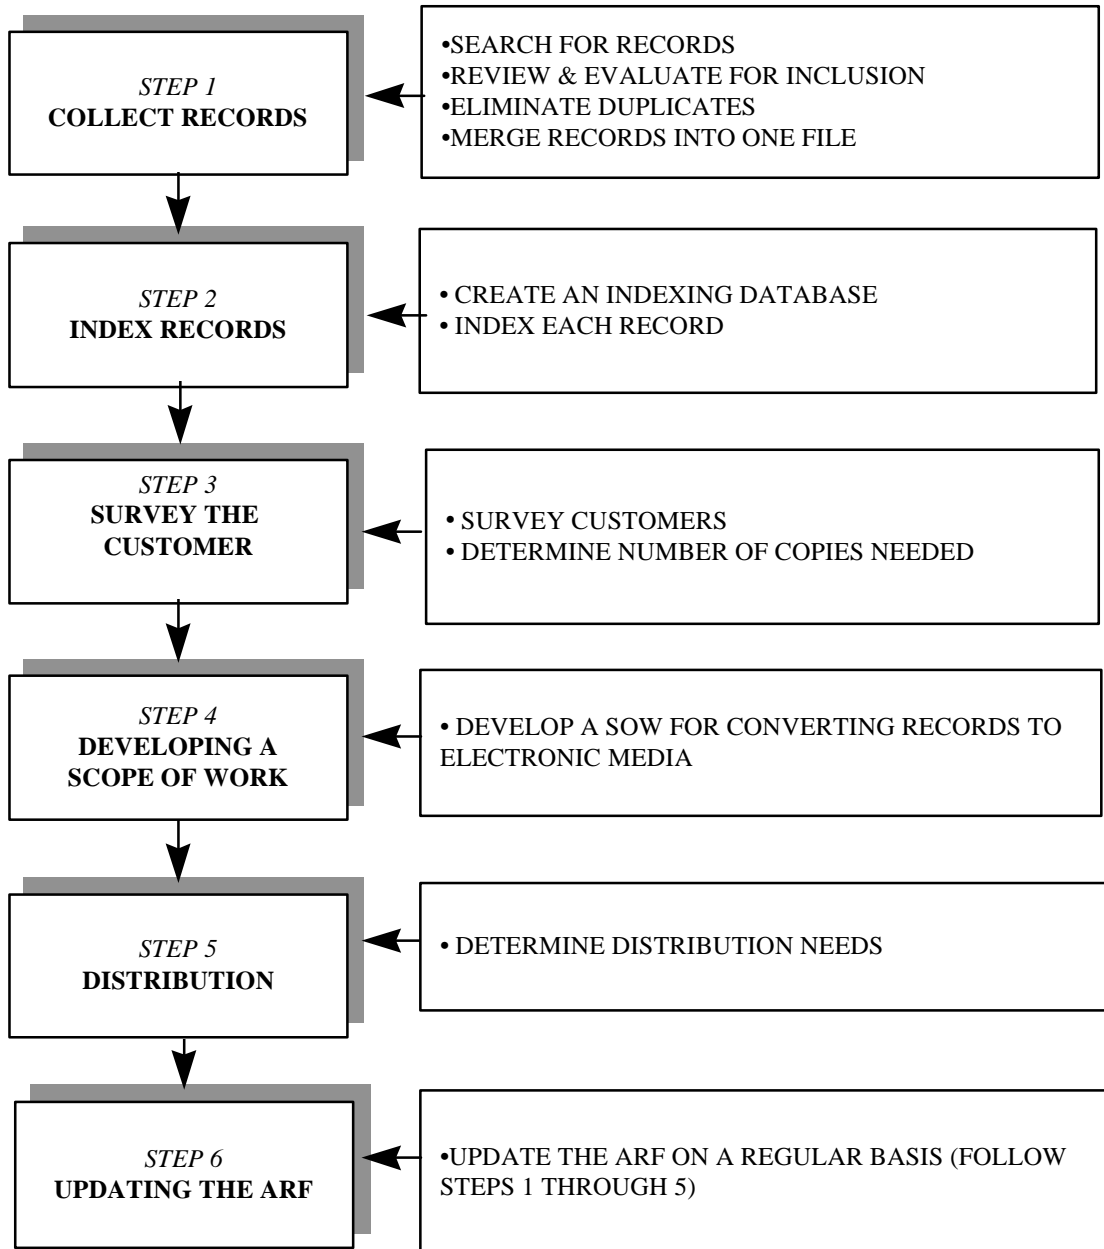 STEP 1
COLLECT RECORDS
•SEARCH FOR RECORDS
•REVIEW & EVALUATE FOR INCLUSION
•ELIMINATE DUPLICATES
•MERGE RECORDS INTO ONE FILE
STEP 2
INDEX RECORDS
• CREATE AN INDEXING DATABASE
• INDEX EACH RECORD
STEP 3
SURVEY THE
CUSTOMER
• SURVEY CUSTOMERS
• DETERMINE NUMBER OF COPIES NEEDED
STEP 4
DEVELOPING A
SCOPE OF WORK
• DEVELOP A SOW FOR CONVERTING RECORDS TO
ELECTRONIC MEDIA
STEP 5
DISTRIBUTION
• DETERMINE DISTRIBUTION NEEDS
STEP 6
UPDATING THE ARF
•UPDATE THE ARF ON A REGULAR BASIS (FOLLOW
STEPS 1 THROUGH 5)